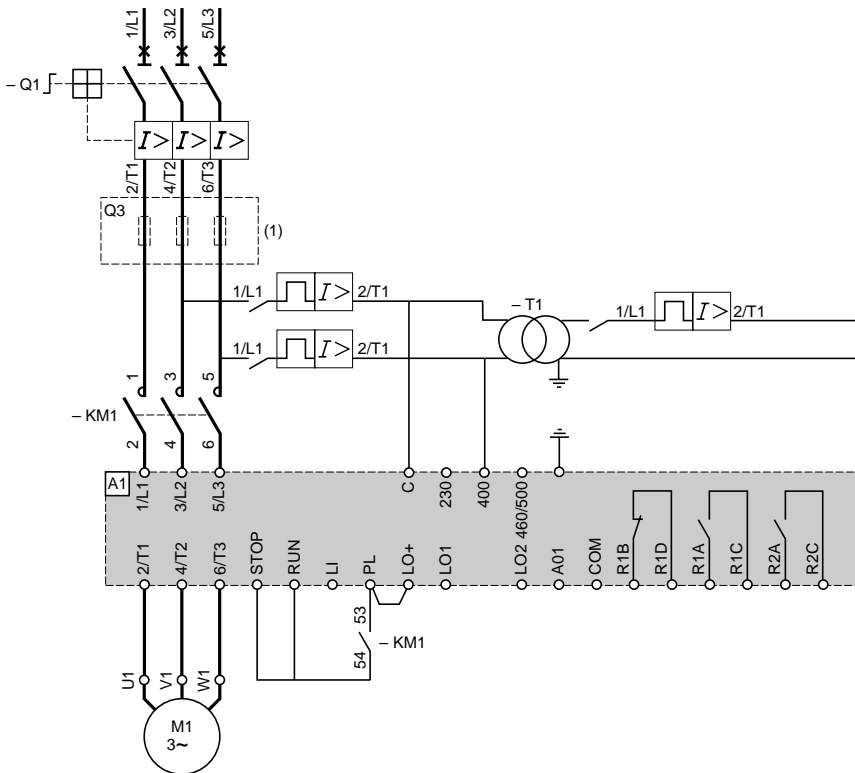 1/L1
3/L2
5/L3
– Q1
I>
I>
I>
2/T1
4/T2
6/T3
Q3
(1)
1/L1
I>
2/T1
– T1
1/L1
I>
2/T1
1/L1
I>
2/T1
1
3
5
– KM1
2
4
6
A1
1/L1
3/L2
5/L3
C
230
400
460/500
2/T1
4/T2
6/T3
STOP
RUN
LI
PL
LO+
LO1
LO2
A01
COM
R1B
R1D
R1A
R1C
R2A
R2C
53
– KM1
54
U1
V1
W1
M1
3~